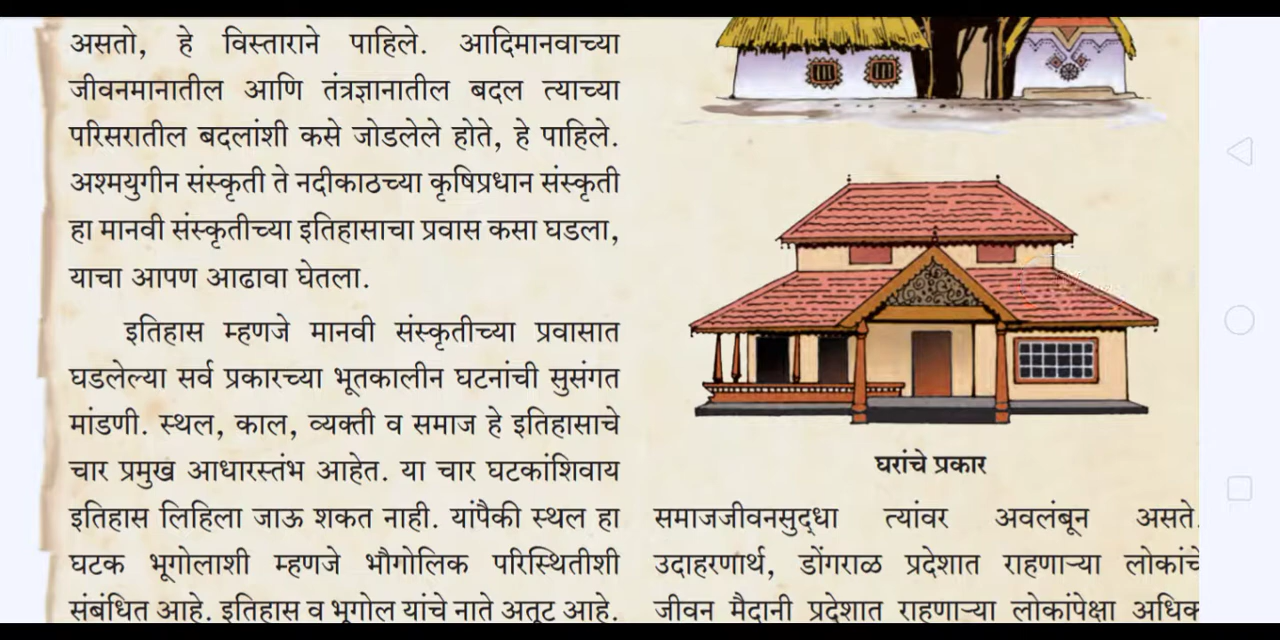 असतो, हे विस्ताराने पाहिले. आदिमानवाच्या
जीवनमानातील आणि तंत्रज्ञानातील बदल त्याच्या
परिसरातील बदलांशी कसे जोडलेले होते, हे पाहिले.
अश्मयुगीन संस्कृती ते नदीकाठच्या कृषिप्रधान संस्कृती
हा मानवी संस्कृतीच्या इतिहासाचा प्रवास कसा घडला,
याचा आपण आढावा घेतला.
इतिहास म्हणजे मानवी संस्कृतीच्या प्रवासात
घडलेल्या सर्व प्रकारच्या भूतकालीन घटनांची सुसंगत
मांडणी. स्थल, काल, व्यक्ती व समाज हे इतिहासाचे
चार प्रमुख आधारस्तंभ आहेत. या चार घटकांशिवाय
इतिहास लिहिला जाऊ शकत नाही. यांपैकी स्थल हा
घटक भूगोलाशी म्हणजे भौगोलिक परिस्थितीशी
संबंधित आहे. इतिहास व भूगोल यांचे नाते अतूट आहे.
घरांचे प्रकार
समाजजीवनसुद्धा त्यांवर अवलंबून असते.
उदाहरणार्थ, डोंगराळ प्रदेशात राहणाऱ्या लोकांचे
जीवन मैदानी प्रदेशात राहणाऱ्या लोकांपेक्षा अधिक